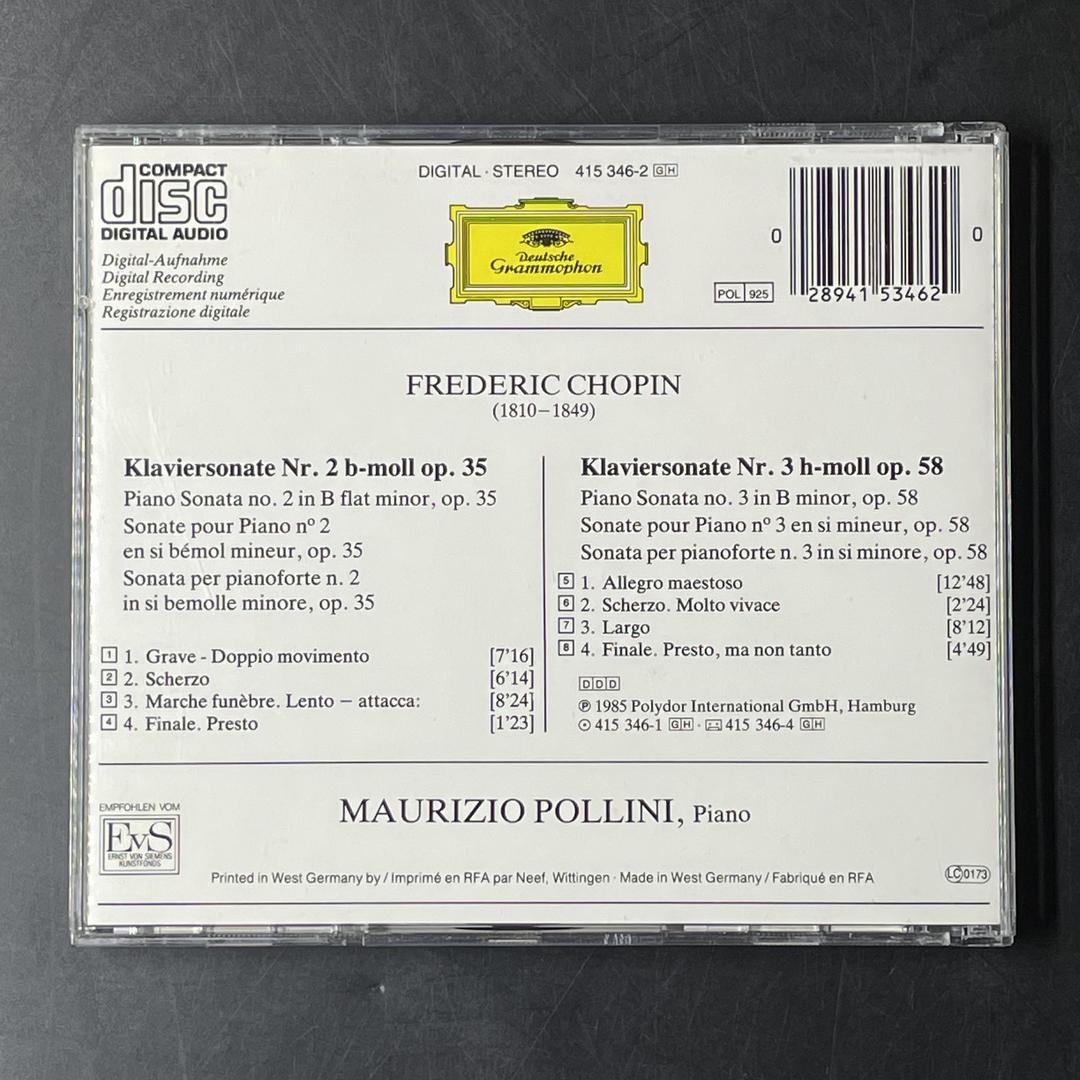 COMPACT
disc
DIGITAL AUDIO
Digital-Aufnahme
Digital Recording
Enregistrement numérique
Registrazione digitale
DIGITAL · STEREO 415 346-2 GH
Deutsche
Grammophon
POL 925
0 28941 53462 0
FREDERIC CHOPIN
(1810–1849)
Klaviersonate Nr. 2 b-moll op. 35
Piano Sonata no. 2 in B flat minor, op. 35
Sonate pour Piano nº 2
en si bémol mineur, op. 35
Sonata per pianoforte n. 2
in si bemolle minore, op. 35
1 1. Grave - Doppio movimento [7’16]
2 2. Scherzo [6’14]
3 3. Marche funèbre. Lento – attacca: [8’24]
4 4. Finale. Presto [1’23]
Klaviersonate Nr. 3 h-moll op. 58
Piano Sonata no. 3 in B minor, op. 58
Sonate pour Piano nº 3 en si mineur, op. 58
Sonata per pianoforte n. 3 in si minore, op. 58
5 1. Allegro maestoso [12’48]
6 2. Scherzo. Molto vivace [2’24]
7 3. Largo [8’12]
8 4. Finale. Presto, ma non tanto [4’49]
DDD
℗ 1985 Polydor International GmbH, Hamburg
415 346-1 GH · 415 346-4 GH
MAURIZIO POLLINI, Piano
EMPFOHLEN VOM
EvS
ERNST VON SIEMENS
KUNSTFONDS
Printed in West Germany by / Imprimé en RFA par Neef, Wittingen · Made in West Germany / Fabriqué en RFA
LC 0173